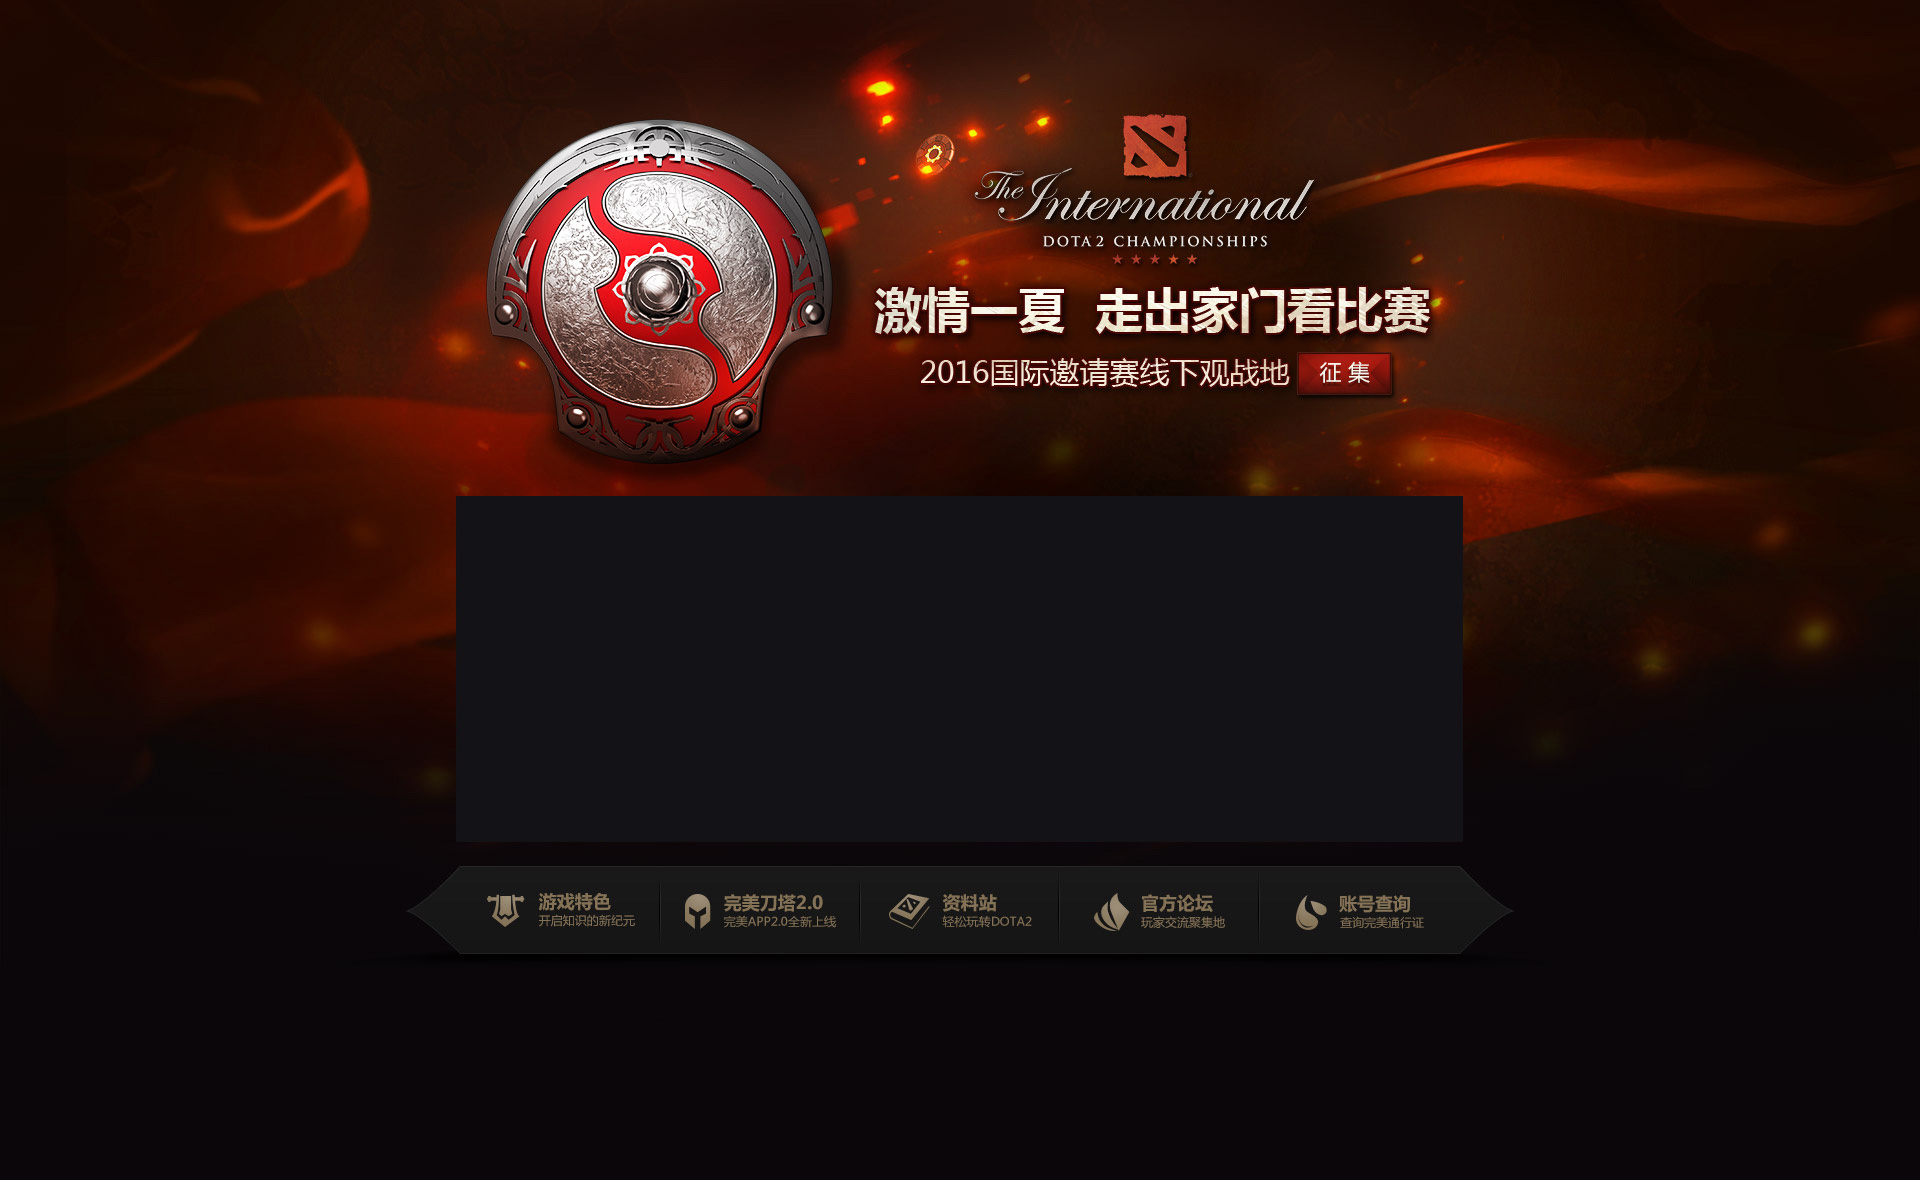 The International
DOTA 2 CHAMPIONSHIPS
激情一夏 走出家门看比赛
2016国际邀请赛线下观战地 征集
游戏特色
开启知识的新纪元
完美刀塔2.0
完美APP2.0全新上线
资料站
轻松玩转DOTA2
官方论坛
玩家交流聚集地
账号查询
查询完美通行证